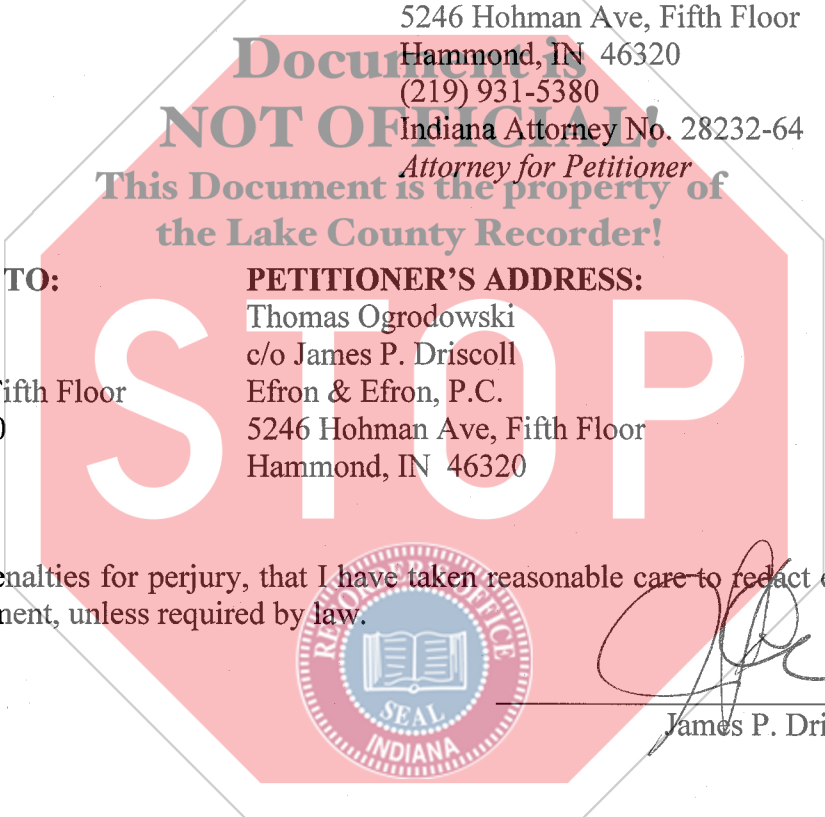 5246 Hohman Ave, Fifth Floor
Document is
Hammond, IN 46320
(219) 931-5380
NOT OFFICIAL!
Indiana Attorney No. 28232-64
Attorney for Petitioner
This Document is the property of
the Lake County Recorder!
TO:
PETITIONER'S ADDRESS:
Thomas Ogrodowski
c/o James P. Driscoll
ifth Floor
Efron & Efron, P.C.
0
5246 Hohman Ave, Fifth Floor
Hammond, IN 46320
STOP
enalties for perjury, that I have taken reasonable care to redact e
ment, unless required by law.
RECORDER'S OFFICE
SEAL
INDIANA
James P. Dri